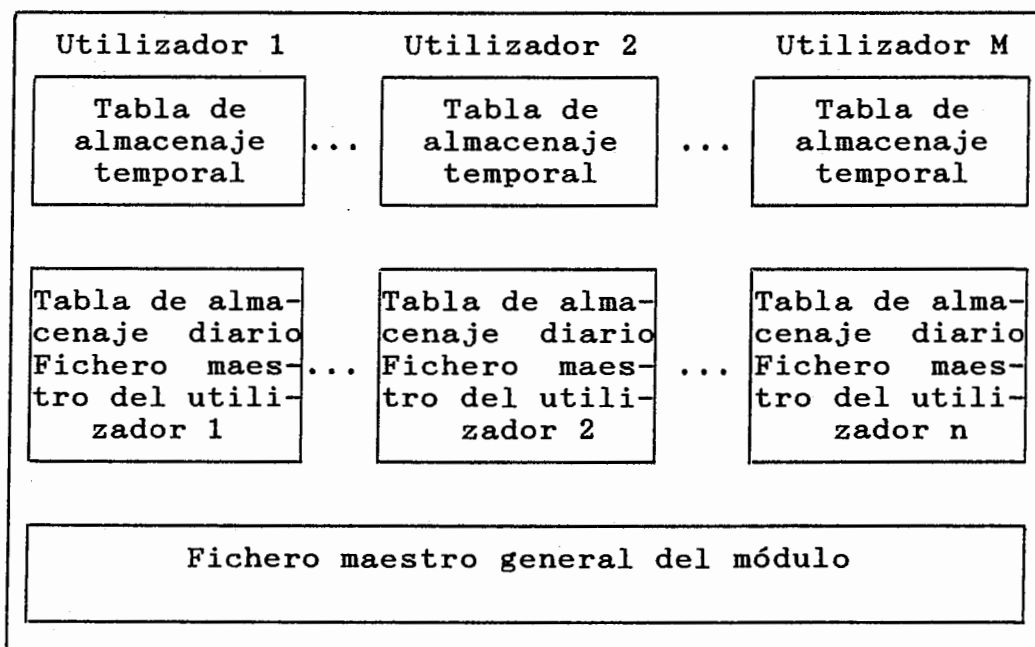 Utilizador 1 Utilizador 2 Utilizador M
Tabla de
almacenaje
temporal
...
Tabla de
almacenaje
temporal
...
Tabla de
almacenaje
temporal
Tabla de alma-
cenaje diario
Fichero maes-
tro del utili-
zador 1
...
Tabla de alma-
cenaje diario
Fichero maes-
tro del utili-
zador 2
...
Tabla de alma-
cenaje diario
Fichero maes-
tro del utili-
zador n
Fichero maestro general del módulo